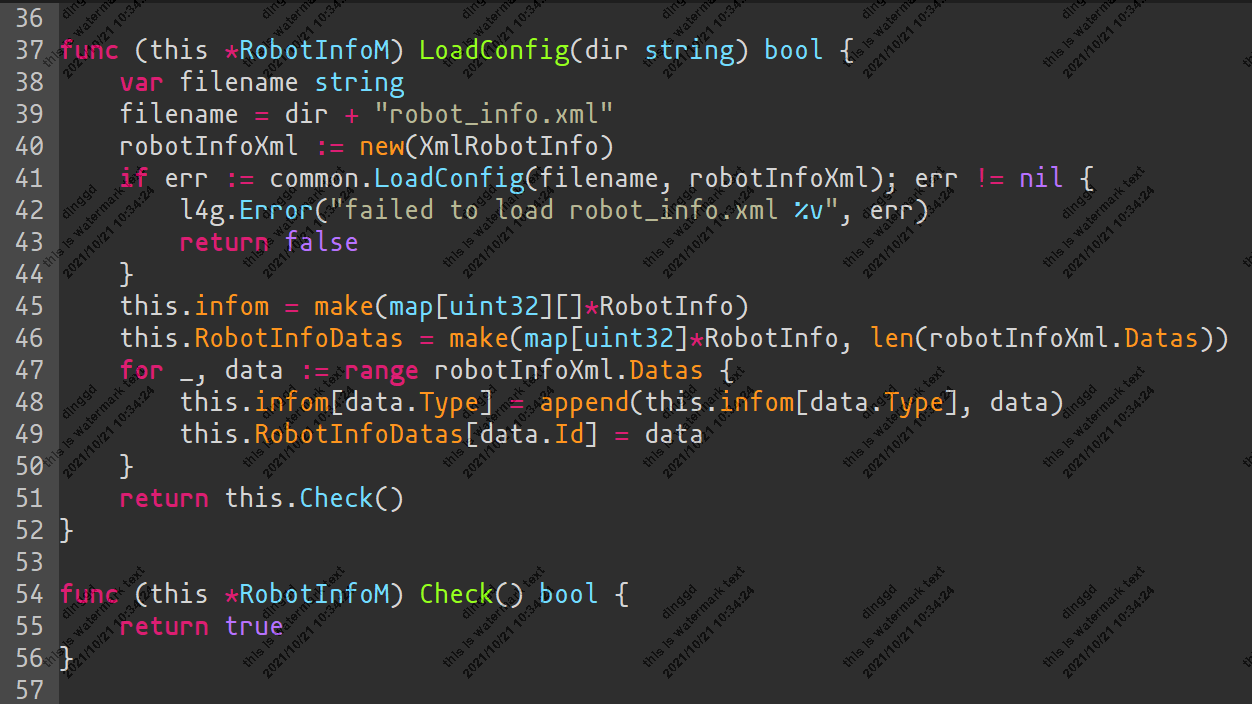 36
37 func (this *RobotInfoM) LoadConfig(dir string) bool {
38     var filename string
39     filename = dir + "robot_info.xml"
40     robotInfoXml := new(XmlRobotInfo)
41     if err := common.LoadConfig(filename, robotInfoXml); err != nil {
42         l4g.Error("failed to load robot_info.xml %v", err)
43         return false
44     }
45     this.infom = make(map[uint32][]*RobotInfo)
46     this.RobotInfoDatas = make(map[uint32]*RobotInfo, len(robotInfoXml.Datas))
47     for _, data := range robotInfoXml.Datas {
48         this.infom[data.Type] = append(this.infom[data.Type], data)
49         this.RobotInfoDatas[data.Id] = data
50     }
51     return this.Check()
52 }
53
54 func (this *RobotInfoM) Check() bool {
55     return true
56 }
57
dinggd
this is watermark text
2021/10/21 10:34:24